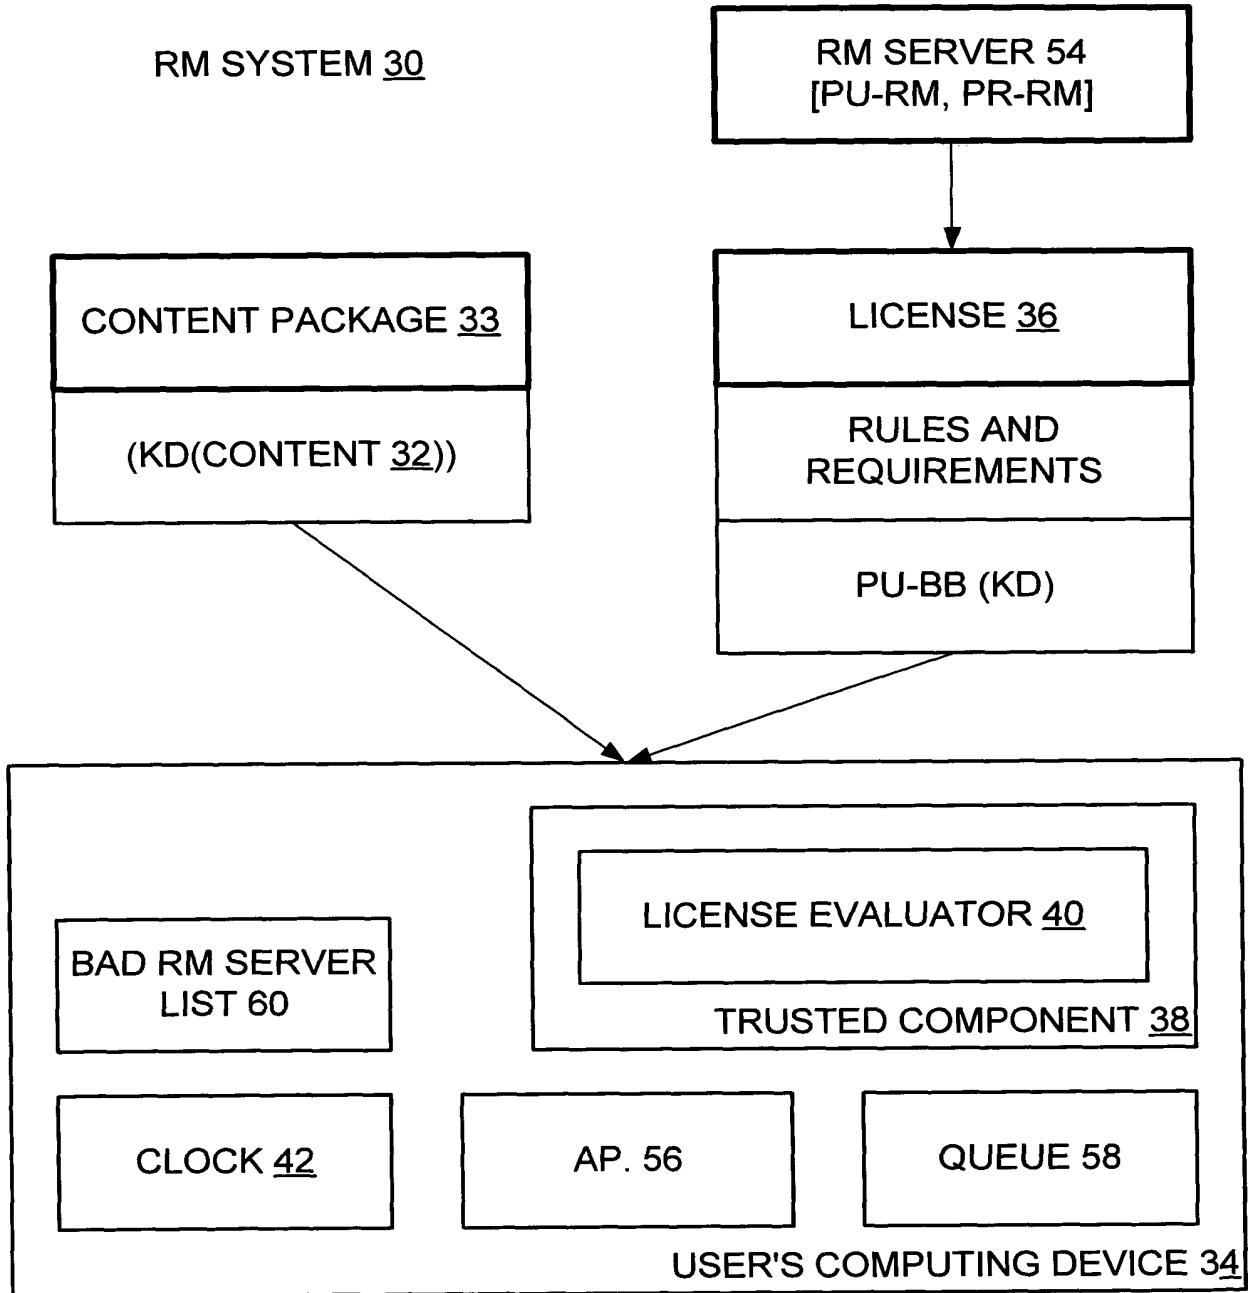 RM SYSTEM 30
RM SERVER 54
[PU-RM, PR-RM]
CONTENT PACKAGE 33
(KD(CONTENT 32))
LICENSE 36
RULES AND
REQUIREMENTS
PU-BB (KD)
LICENSE EVALUATOR 40
TRUSTED COMPONENT 38
BAD RM SERVER
LIST 60
CLOCK 42
AP. 56
QUEUE 58
USER'S COMPUTING DEVICE 34